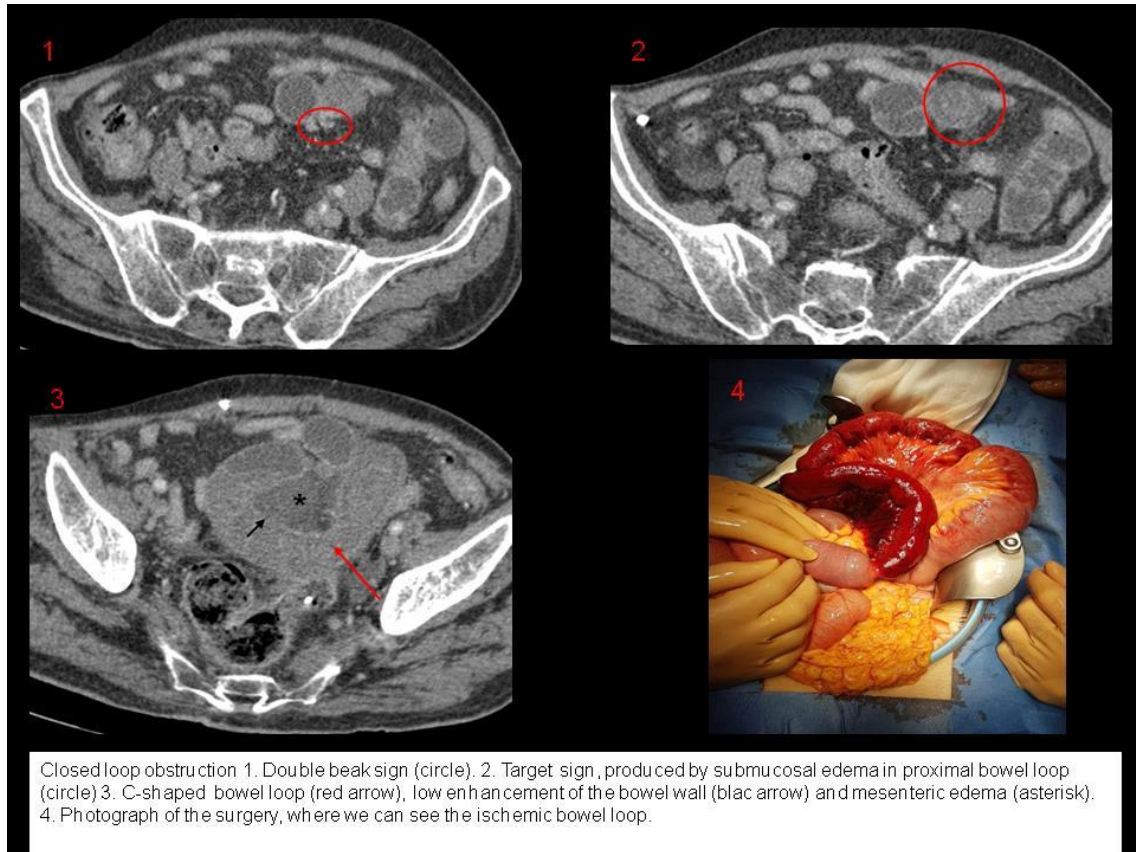 1
2
3
*
4
Closed loop obstruction 1. Double beak sign (circle). 2. Target sign, produced by submucosal edema in proximal bowel loop
(circle) 3. C-shaped bowel loop (red arrow), low enhancement of the bowel wall (blac arrow) and mesenteric edema (asterisk).
4. Photograph of the surgery, where we can see the ischemic bowel loop.